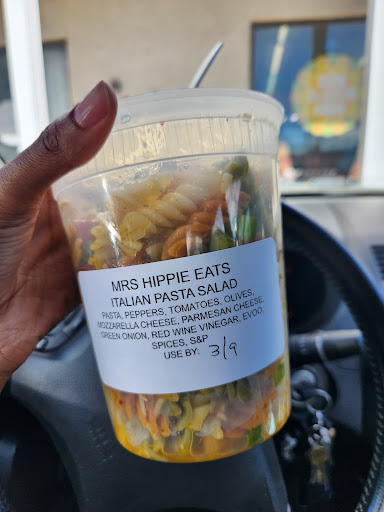 MRS HIPPIE EATS
ITALIAN PASTA SALAD
PASTA, PEPPERS, TOMATOES, OLIVES,
MOZZARELLA CHEESE, PARMESAN CHEESE,
GREEN ONION, RED WINE VINEGAR, EVOO,
SPICES, S&P
USE BY: 3/9